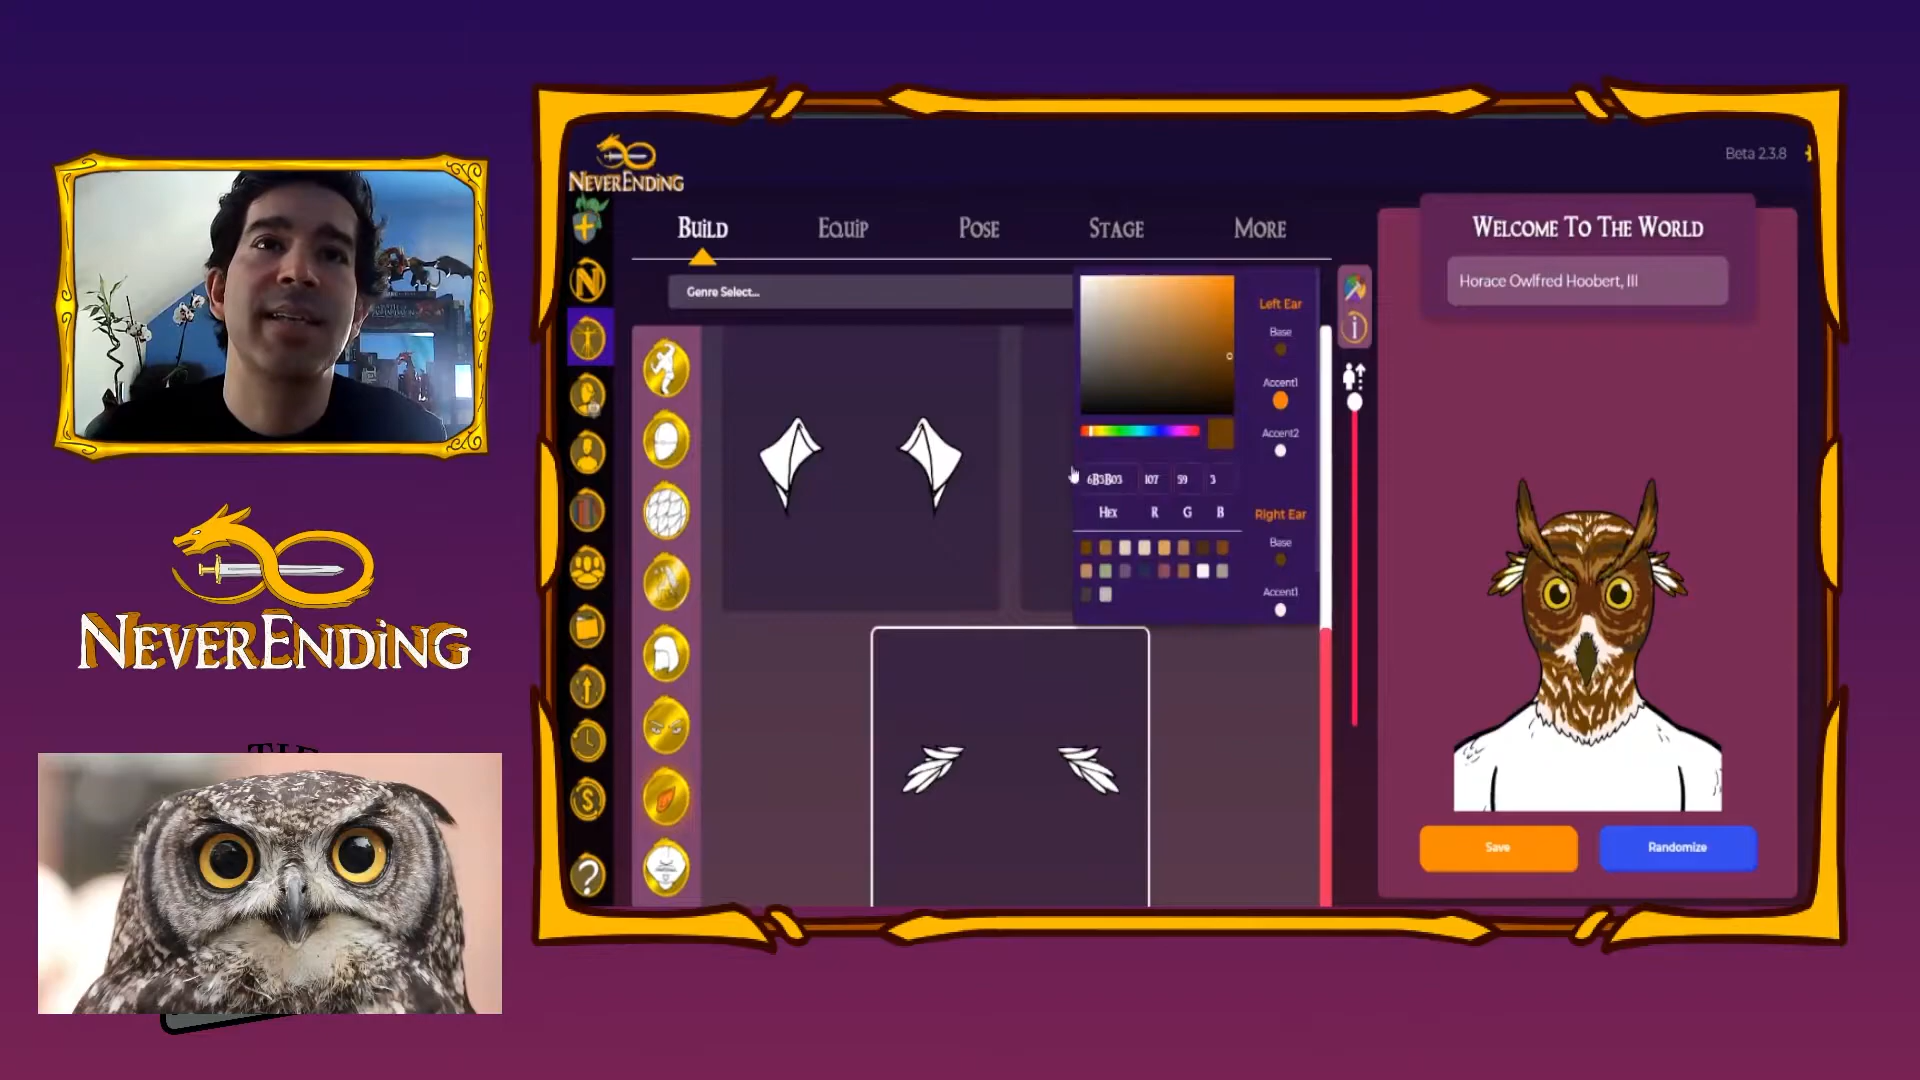 NEVERENDING
Beta 2.3.8
BUILD
EQUIP
POSE
STAGE
MORE
Genre Select...
Left Ear
Base
Accent1
Accent2
6B3B03
107
59
3
HEX
R
G
B
Right Ear
Base
Accent1
WELCOME TO THE WORLD
Horace Owlfred Hoobert, III
Save
Randomize
N
i
?
NEVERENDING